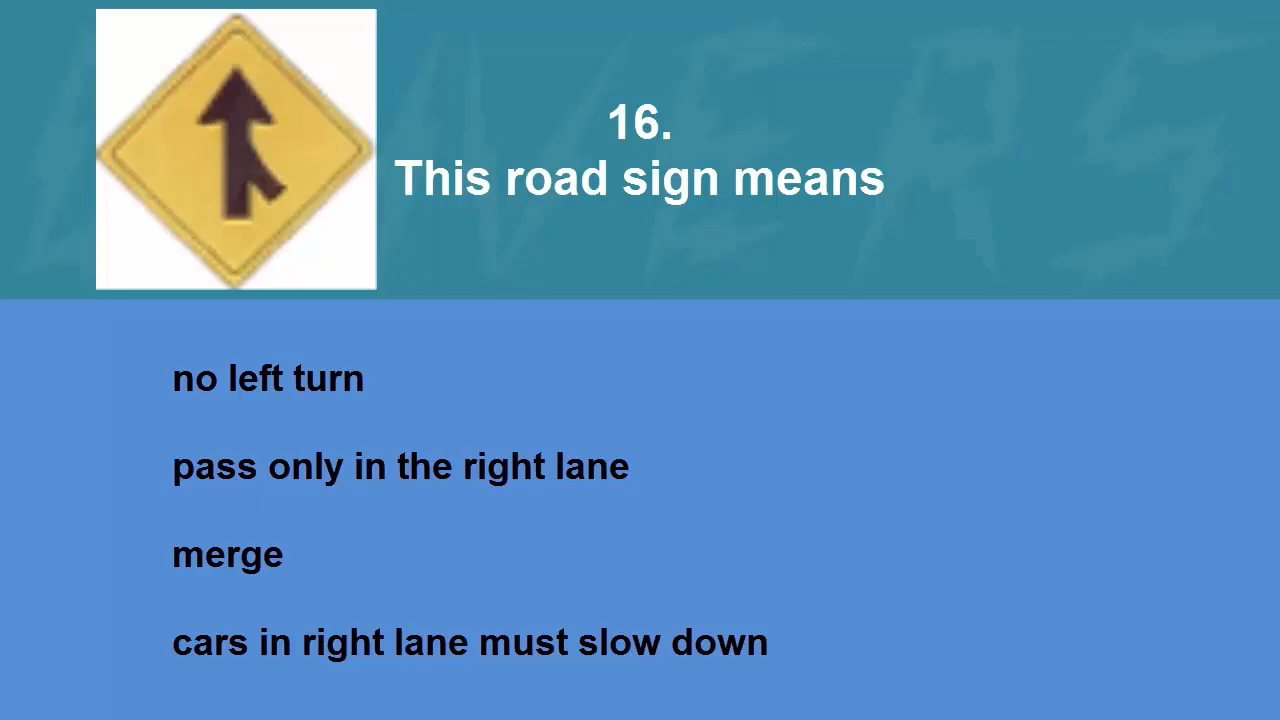 16.
This road sign means
no left turn
pass only in the right lane
merge
cars in right lane must slow down